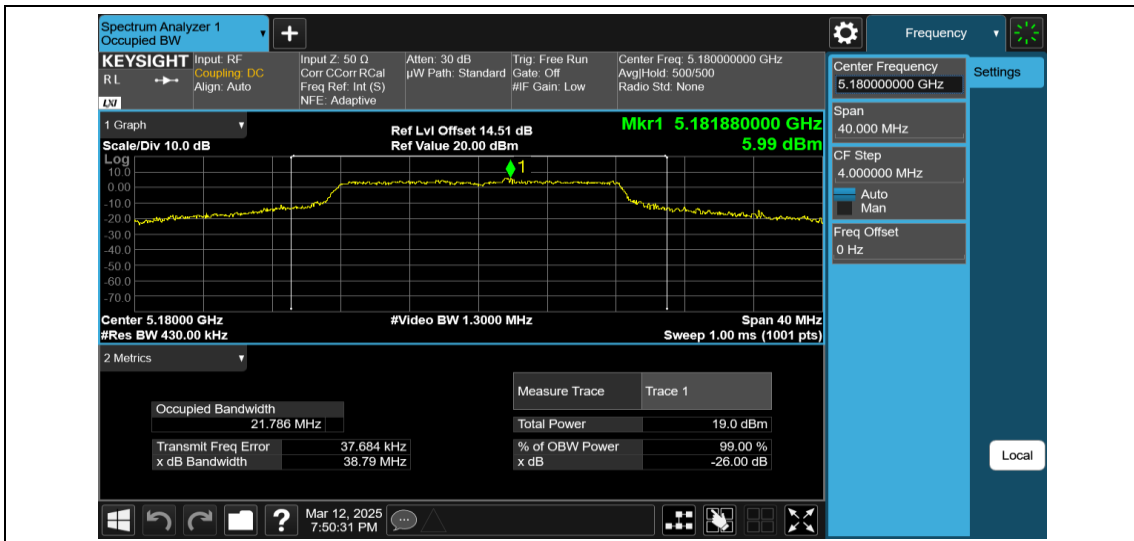 Spectrum Analyzer 1
Occupied BW
Frequency
KEYSIGHT
R L
LXI
Input: RF
Coupling: DC
Align: Auto
Input Z: 50 Ω
Corr CCorr RCal
Freq Ref: Int (S)
NFE: Adaptive
Atten: 30 dB
µW Path: Standard
Trig: Free Run
Gate: Off
#IF Gain: Low
Center Freq: 5.180000000 GHz
Avg|Hold: 500/500
Radio Std: None
Center Frequency
5.180000000 GHz
Settings
Span
40.000 MHz
CF Step
4.000000 MHz
Auto
Man
Freq Offset
0 Hz
1 Graph
Scale/Div 10.0 dB
Ref Lvl Offset 14.51 dB
Ref Value 20.00 dBm
Mkr1 5.181880000 GHz
5.99 dBm
Log
10.0
0.00
-10.0
-20.0
-30.0
-40.0
-50.0
-60.0
-70.0
1
Center 5.18000 GHz
#Res BW 430.00 kHz
#Video BW 1.3000 MHz
Span 40 MHz
Sweep 1.00 ms (1001 pts)
2 Metrics
Measure Trace Trace 1
Occupied Bandwidth
21.786 MHz
Total Power 19.0 dBm
Transmit Freq Error 37.684 kHz
% of OBW Power 99.00 %
x dB Bandwidth 38.79 MHz
x dB -26.00 dB
Local
?
Mar 12, 2025
7:50:31 PM